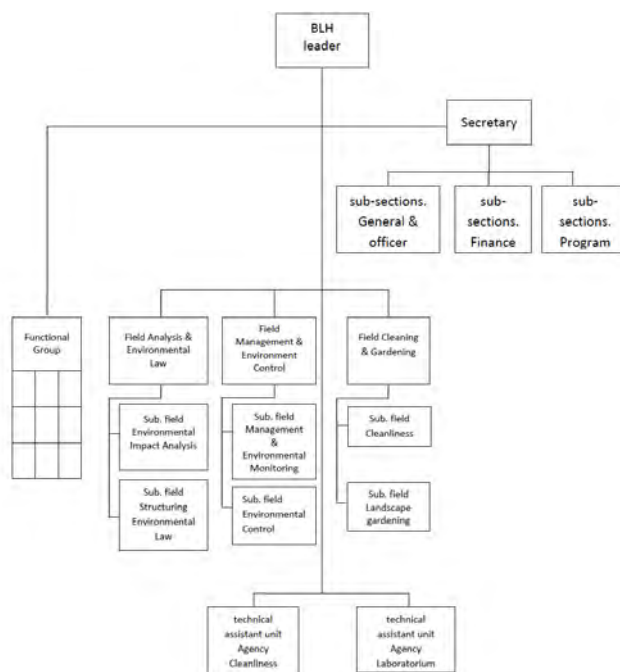 BLH
leader
Secretary
sub-sections.
General &
officer
sub-
sections.
Finance
sub-
sections.
Program
Functional
Group
Field Analysis &
Environmental
Law
Field
Management &
Environment
Control
Field Cleaning
& Gardening
Sub. field
Environmental
Impact Analysis
Sub. field
Management
&
Environmental
Monitoring
Sub. field
Cleanliness
Sub. field
Structuring
Environmental
Law
Sub. field
Environmental
Control
Sub. field
Landscape
gardening
technical
assistant unit
Agency
Cleanliness
technical
assistant unit
Agency
Laboratorium